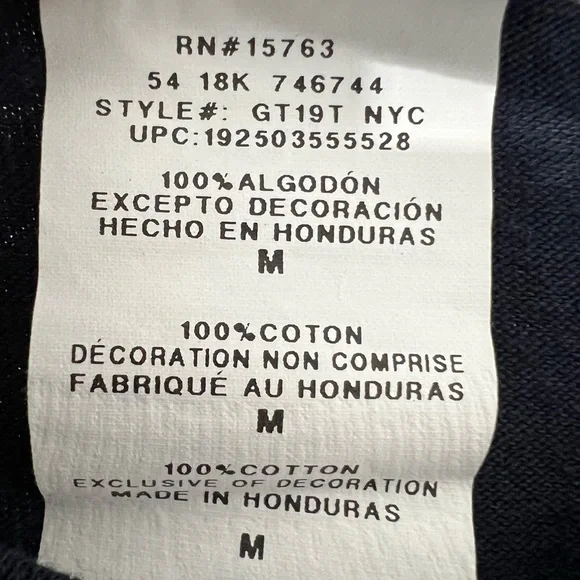 RN#15763
54 18K 746744
STYLE#: GT19T NYC
UPC:192503555528
100%ALGODÓN
EXCEPTO DECORACIÓN
HECHO EN HONDURAS
M
100%COTON
DÉCORATION NON COMPRISE
FABRIQUÉ AU HONDURAS
M
100%COTTON
EXCLUSIVE OF DECORATION
MADE IN HONDURAS
M